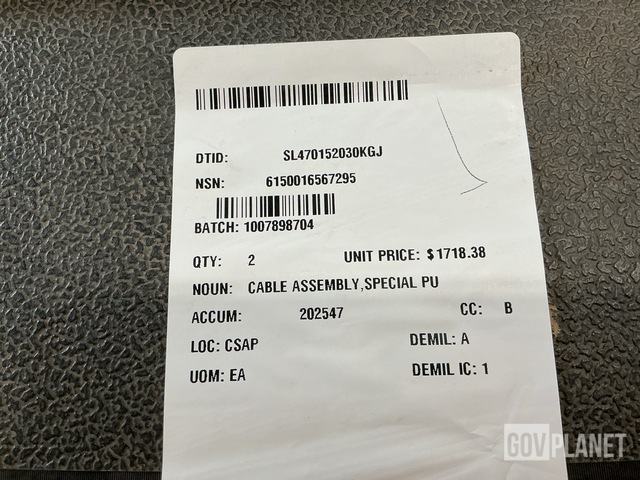 DTID: SL470152030KGJ
NSN: 6150016567295
BATCH: 1007898704
QTY: 2 UNIT PRICE: $1718.38
NOUN: CABLE ASSEMBLY,SPECIAL PU
ACCUM: 202547 CC: B
LOC: CSAP DEMIL: A
UOM: EA DEMIL IC: 1
GOVPLANET